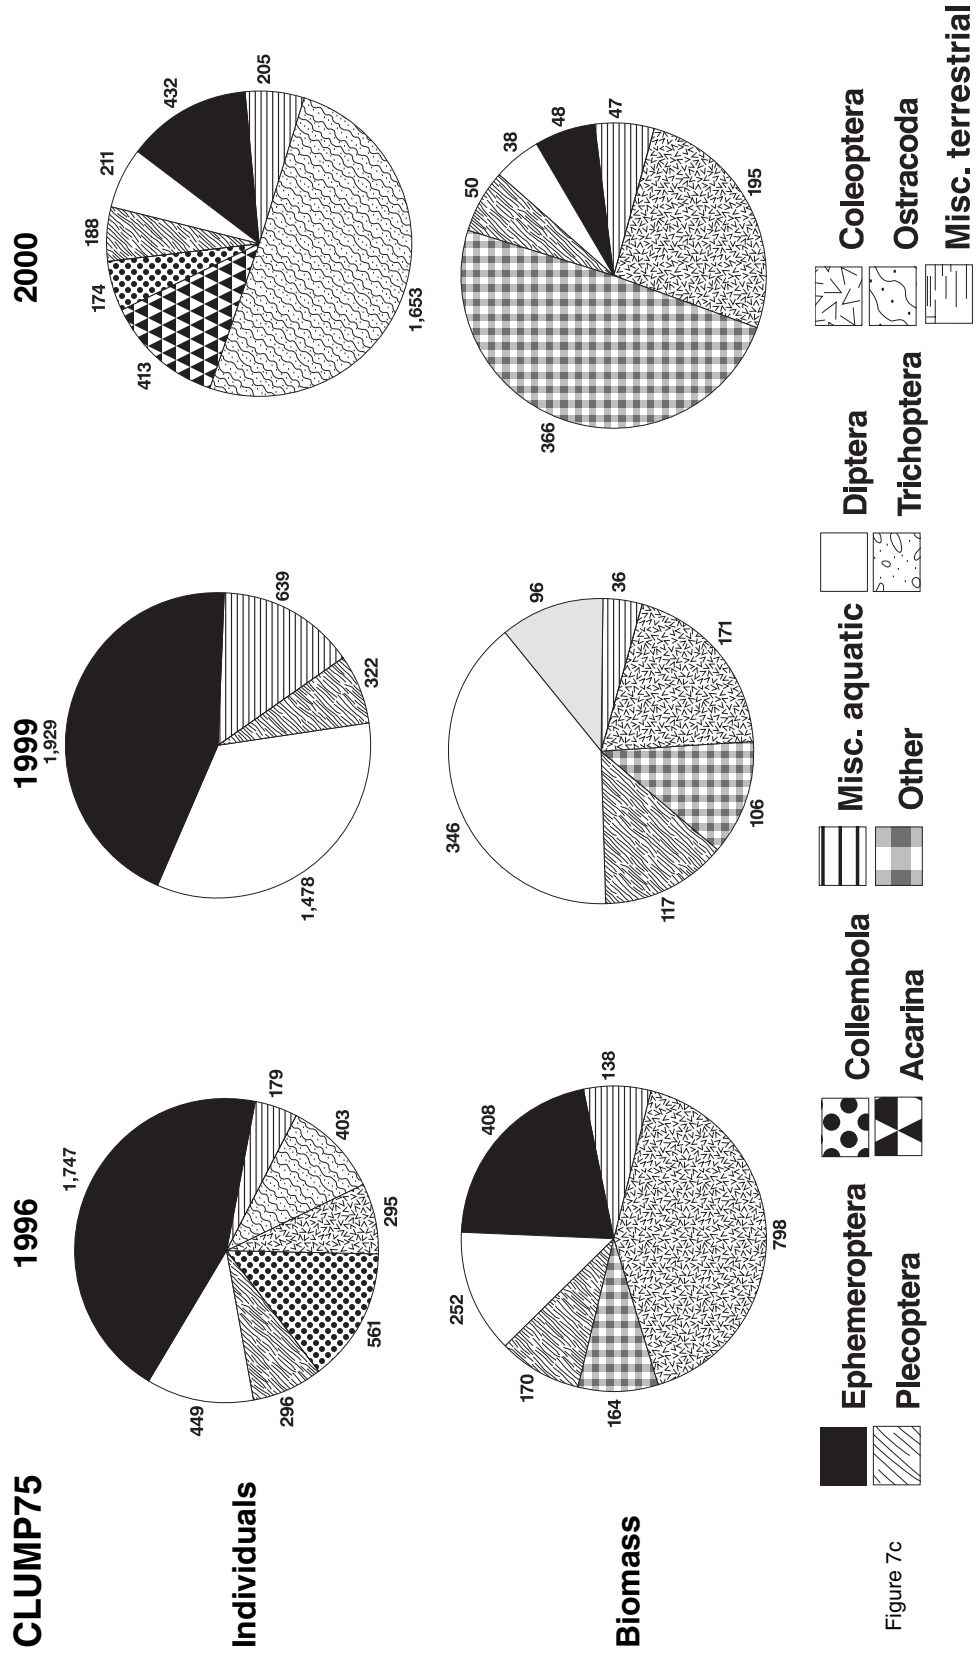 CLUMP75
1996
1999
2000
Individuals
1,747
449
296
561
295
403
179
1,929
1,478
322
639
432
211
188
174
413
1,653
205
Biomass
408
252
170
164
798
138
96
346
117
106
171
36
48
38
50
366
195
47
Ephemeroptera
Collembola
Misc. aquatic
Diptera
Coleoptera
Plecoptera
Acarina
Other
Trichoptera
Ostracoda
Misc. terrestrial
Figure 7c